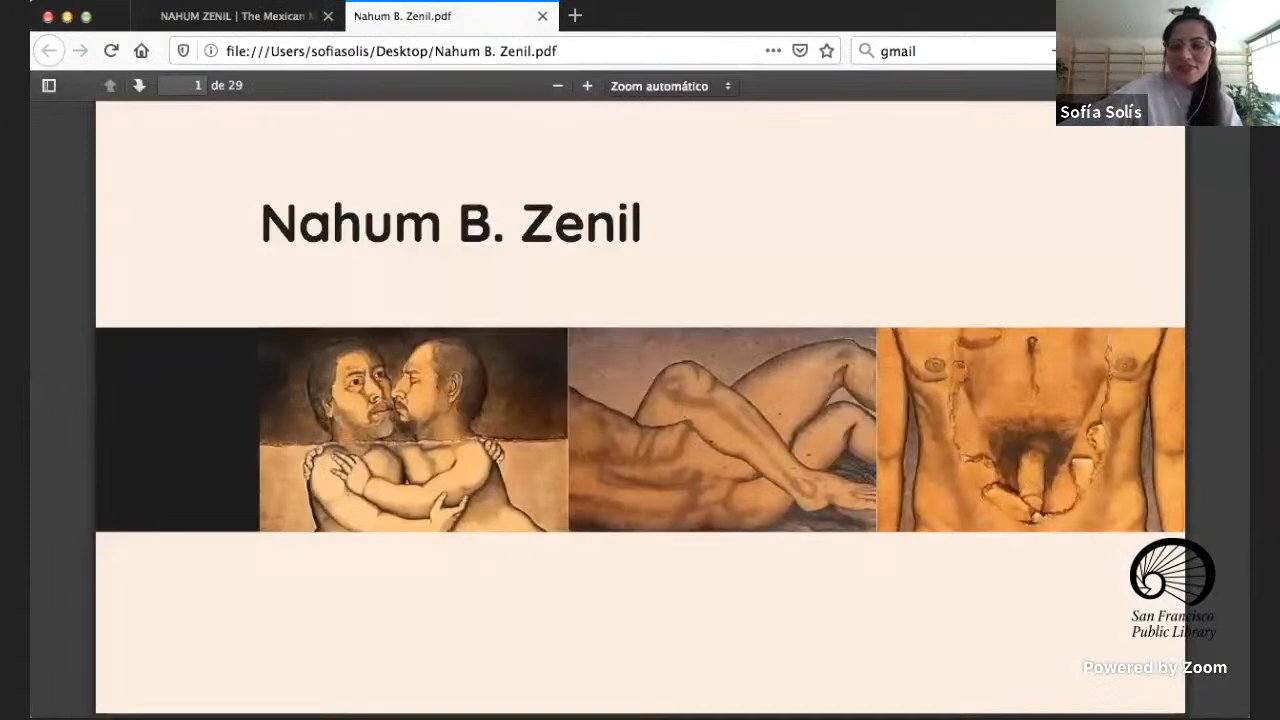 NAHUM ZENIL | The Mexican M
Nahum B. Zenil.pdf
file:///Users/sofiasolis/Desktop/Nahum B. Zenil.pdf
gmail
1 de 29
Zoom automático
Sofía Solís
Nahum B. Zenil
San Francisco
Public Library
Powered by Zoom